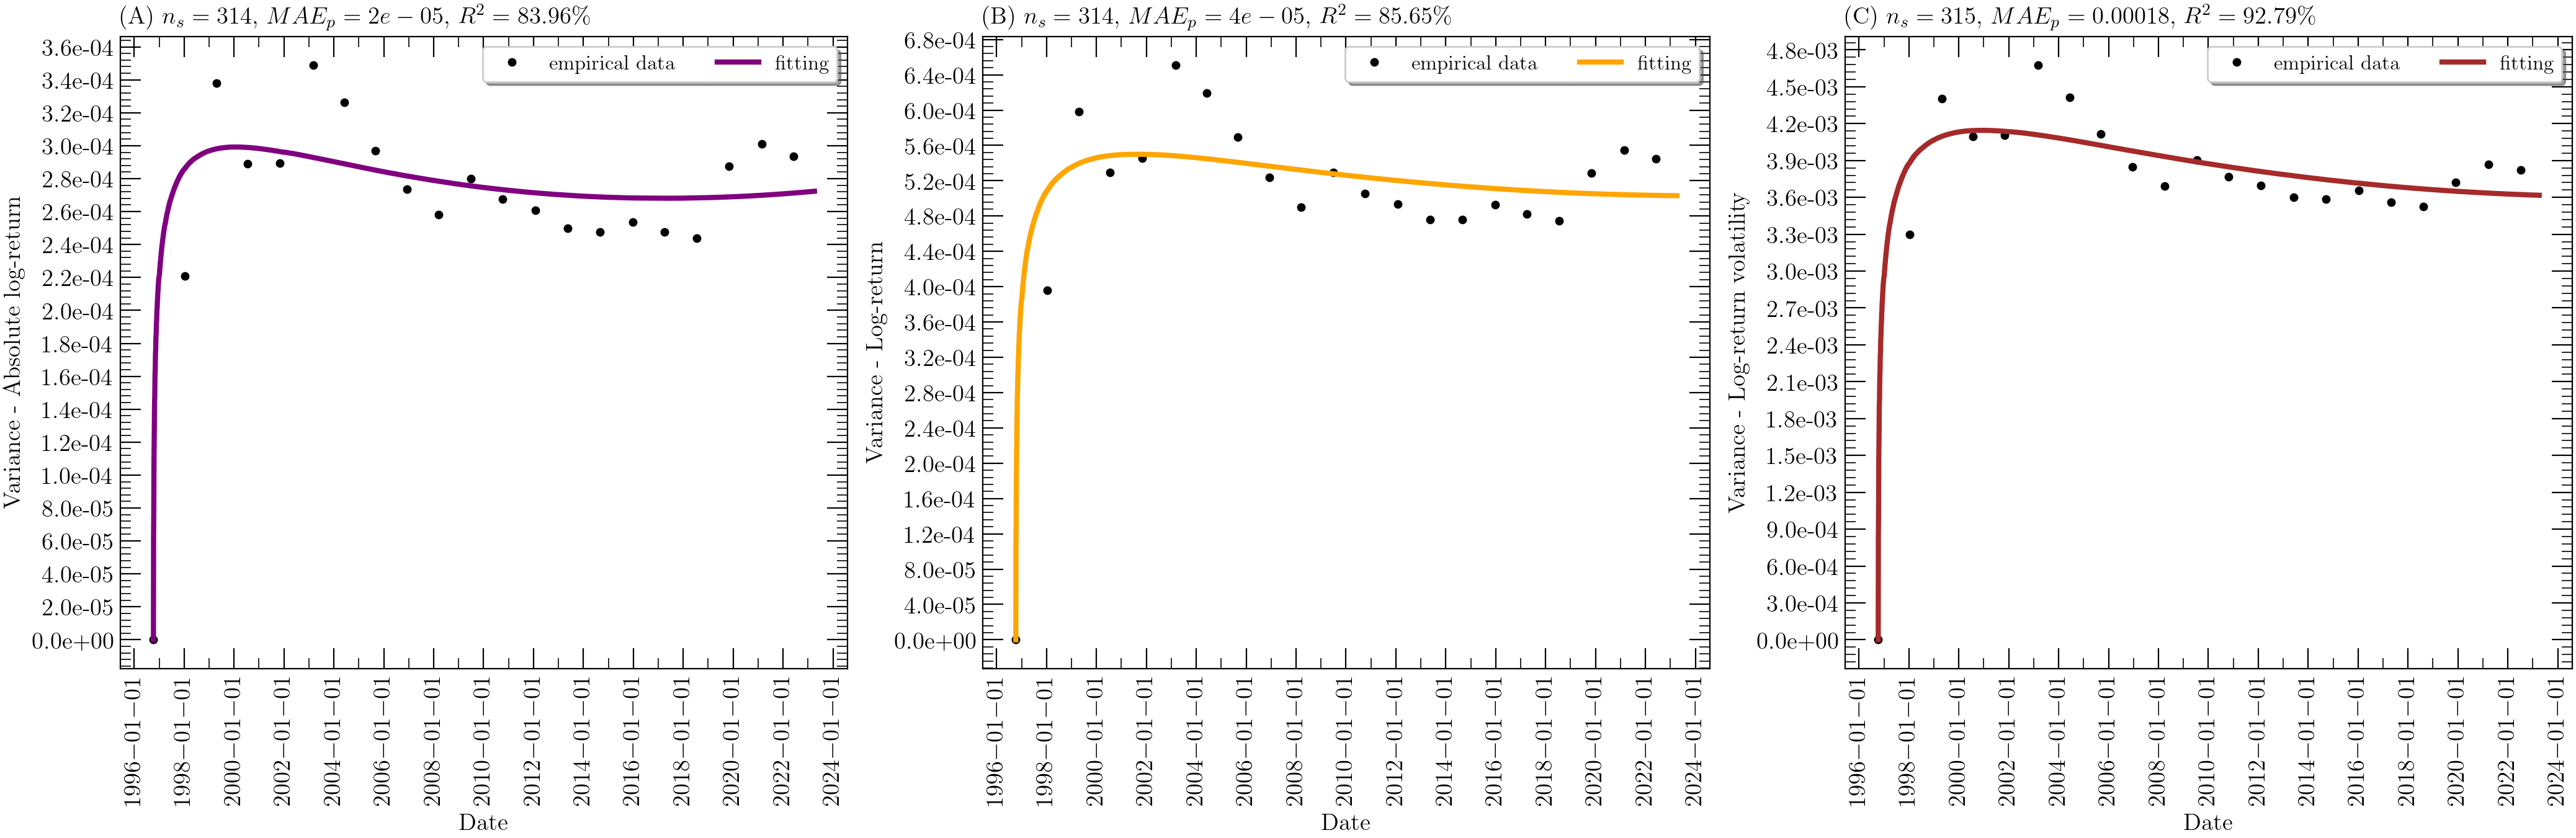 (A) n_s = 314, MAE_p = 2e − 05, R² = 83.96%
empirical data
fitting
3.6e-04
3.4e-04
3.2e-04
3.0e-04
2.8e-04
2.6e-04
2.4e-04
2.2e-04
2.0e-04
1.8e-04
1.6e-04
1.4e-04
1.2e-04
1.0e-04
8.0e-05
6.0e-05
4.0e-05
2.0e-05
0.0e+00
Variance - Absolute log-return
1996−01−01
1998−01−01
2000−01−01
2002−01−01
2004−01−01
2006−01−01
2008−01−01
2010−01−01
2012−01−01
2014−01−01
2016−01−01
2018−01−01
2020−01−01
2022−01−01
2024−01−01
Date
(B) n_s = 314, MAE_p = 4e − 05, R² = 85.65%
empirical data
fitting
6.8e-04
6.4e-04
6.0e-04
5.6e-04
5.2e-04
4.8e-04
4.4e-04
4.0e-04
3.6e-04
3.2e-04
2.8e-04
2.4e-04
2.0e-04
1.6e-04
1.2e-04
8.0e-05
4.0e-05
0.0e+00
Variance - Log-return
1996−01−01
1998−01−01
2000−01−01
2002−01−01
2004−01−01
2006−01−01
2008−01−01
2010−01−01
2012−01−01
2014−01−01
2016−01−01
2018−01−01
2020−01−01
2022−01−01
2024−01−01
Date
(C) n_s = 315, MAE_p = 0.00018, R² = 92.79%
empirical data
fitting
4.8e-03
4.5e-03
4.2e-03
3.9e-03
3.6e-03
3.3e-03
3.0e-03
2.7e-03
2.4e-03
2.1e-03
1.8e-03
1.5e-03
1.2e-03
9.0e-04
6.0e-04
3.0e-04
0.0e+00
Variance - Log-return volatility
1996−01−01
1998−01−01
2000−01−01
2002−01−01
2004−01−01
2006−01−01
2008−01−01
2010−01−01
2012−01−01
2014−01−01
2016−01−01
2018−01−01
2020−01−01
2022−01−01
2024−01−01
Date